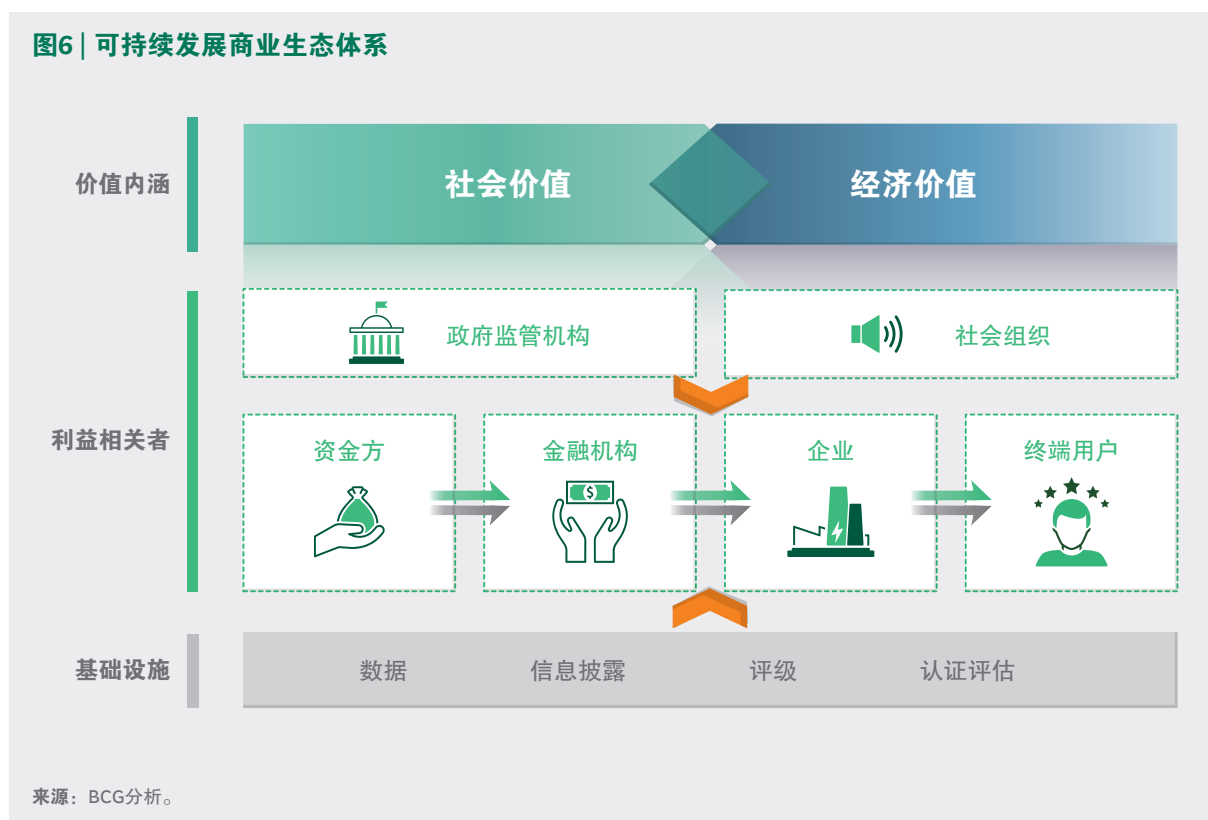 图6 | 可持续发展商业生态体系
价值内涵
社会价值
经济价值
利益相关者
政府监管机构
社会组织
资金方
金融机构
$
企业
终端用户
基础设施
数据
信息披露
评级
认证评估
来源：BCG分析。